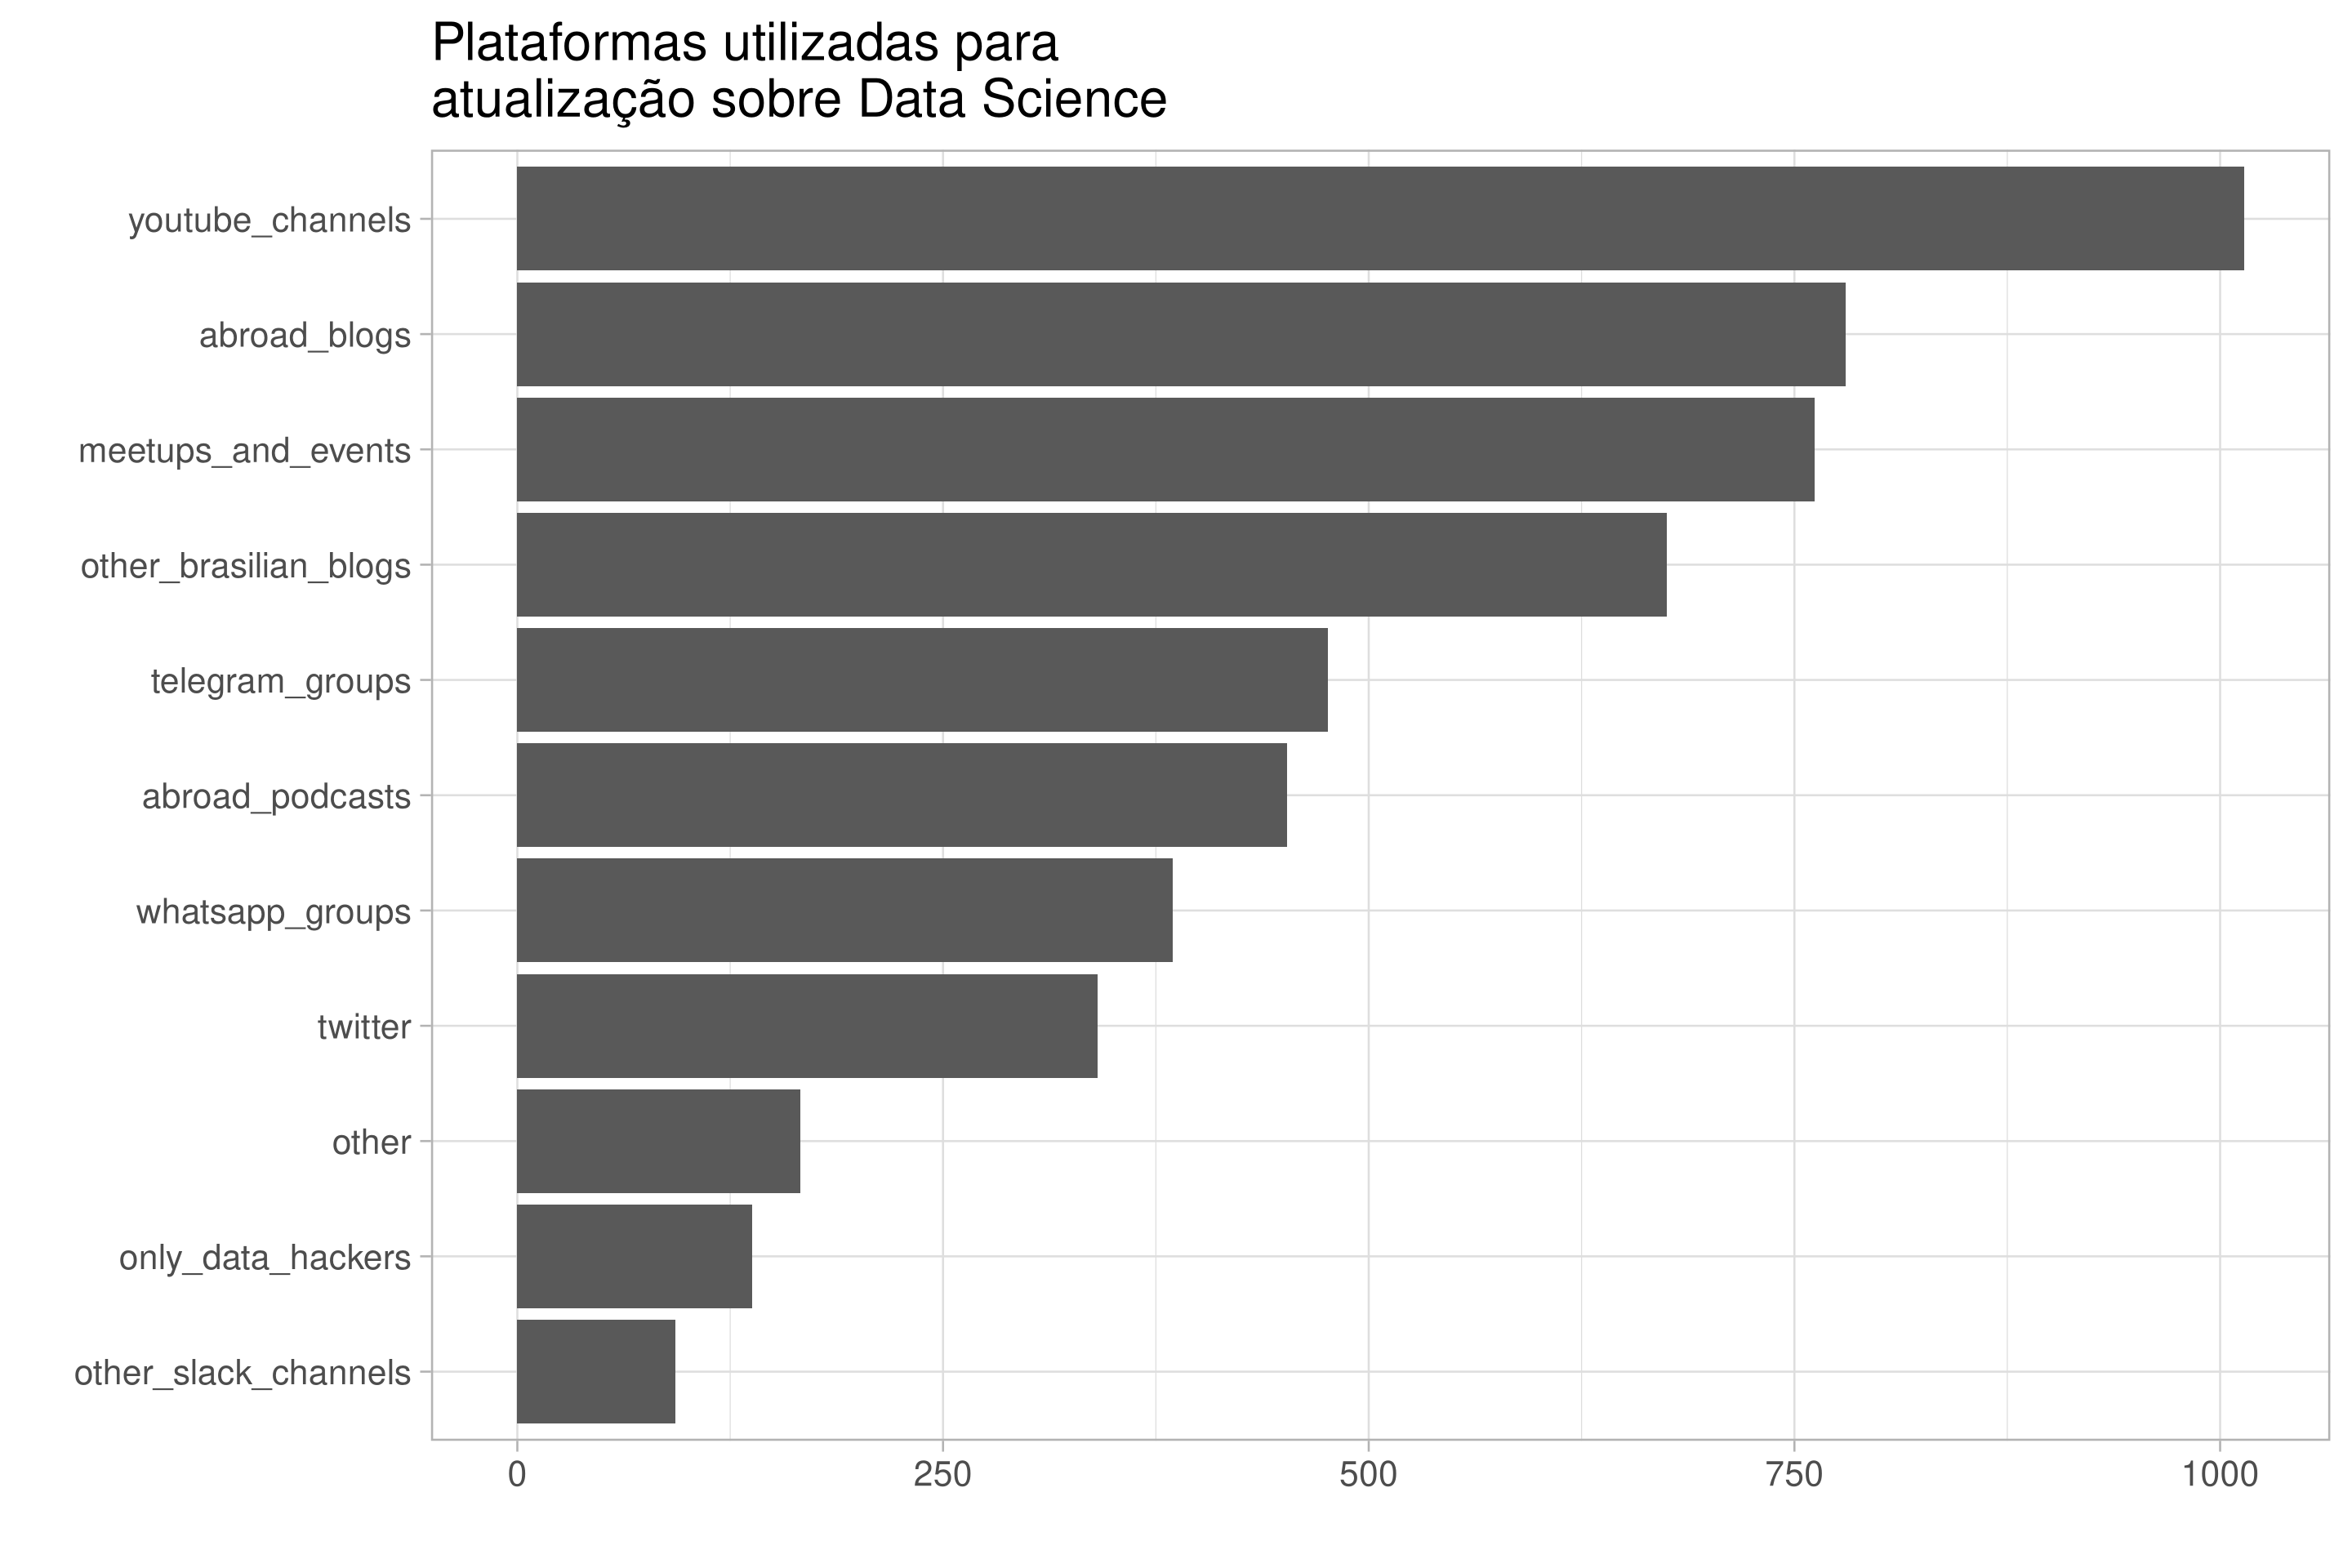 Plataformas utilizadas para
atualização sobre Data Science
youtube_channels
abroad_blogs
meetups_and_events
other_brasilian_blogs
telegram_groups
abroad_podcasts
whatsapp_groups
twitter
other
only_data_hackers
other_slack_channels
0 250 500 750 1000